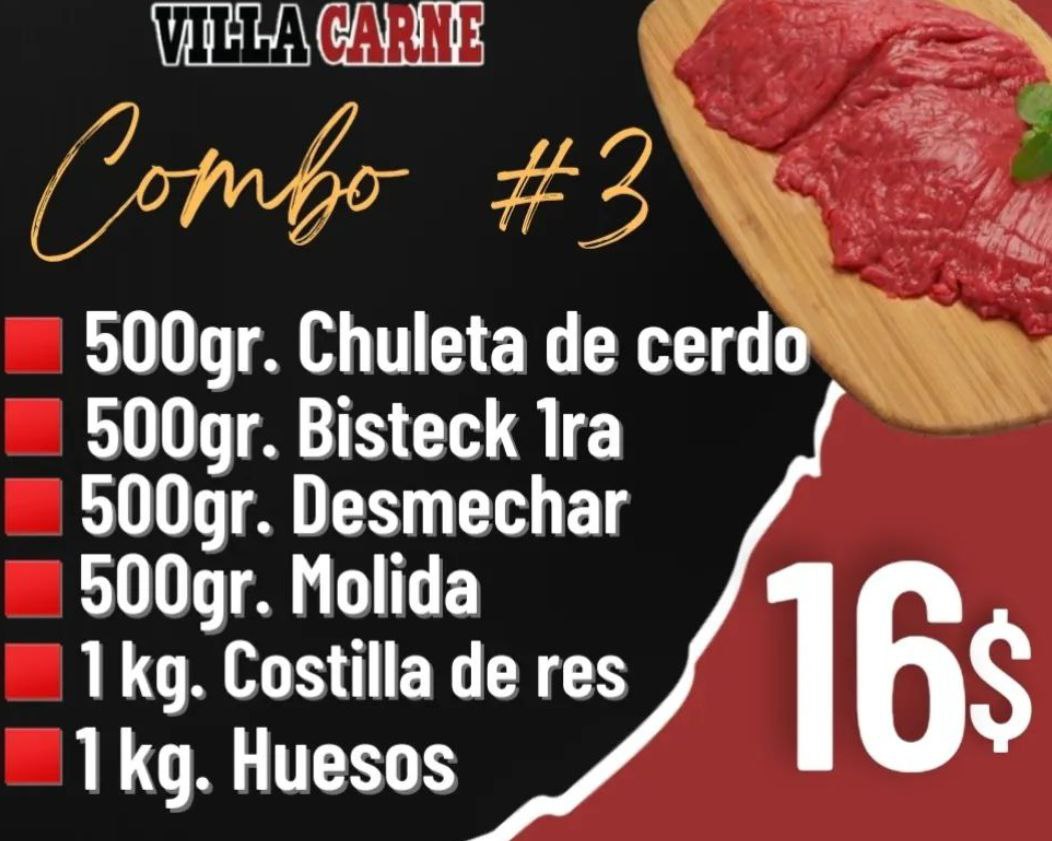 VILLA CARNE
Combo #3
500gr. Chuleta de cerdo
500gr. Bisteck 1ra
500gr. Desmechar
500gr. Molida
1 kg. Costilla de res
1 kg. Huesos
16$